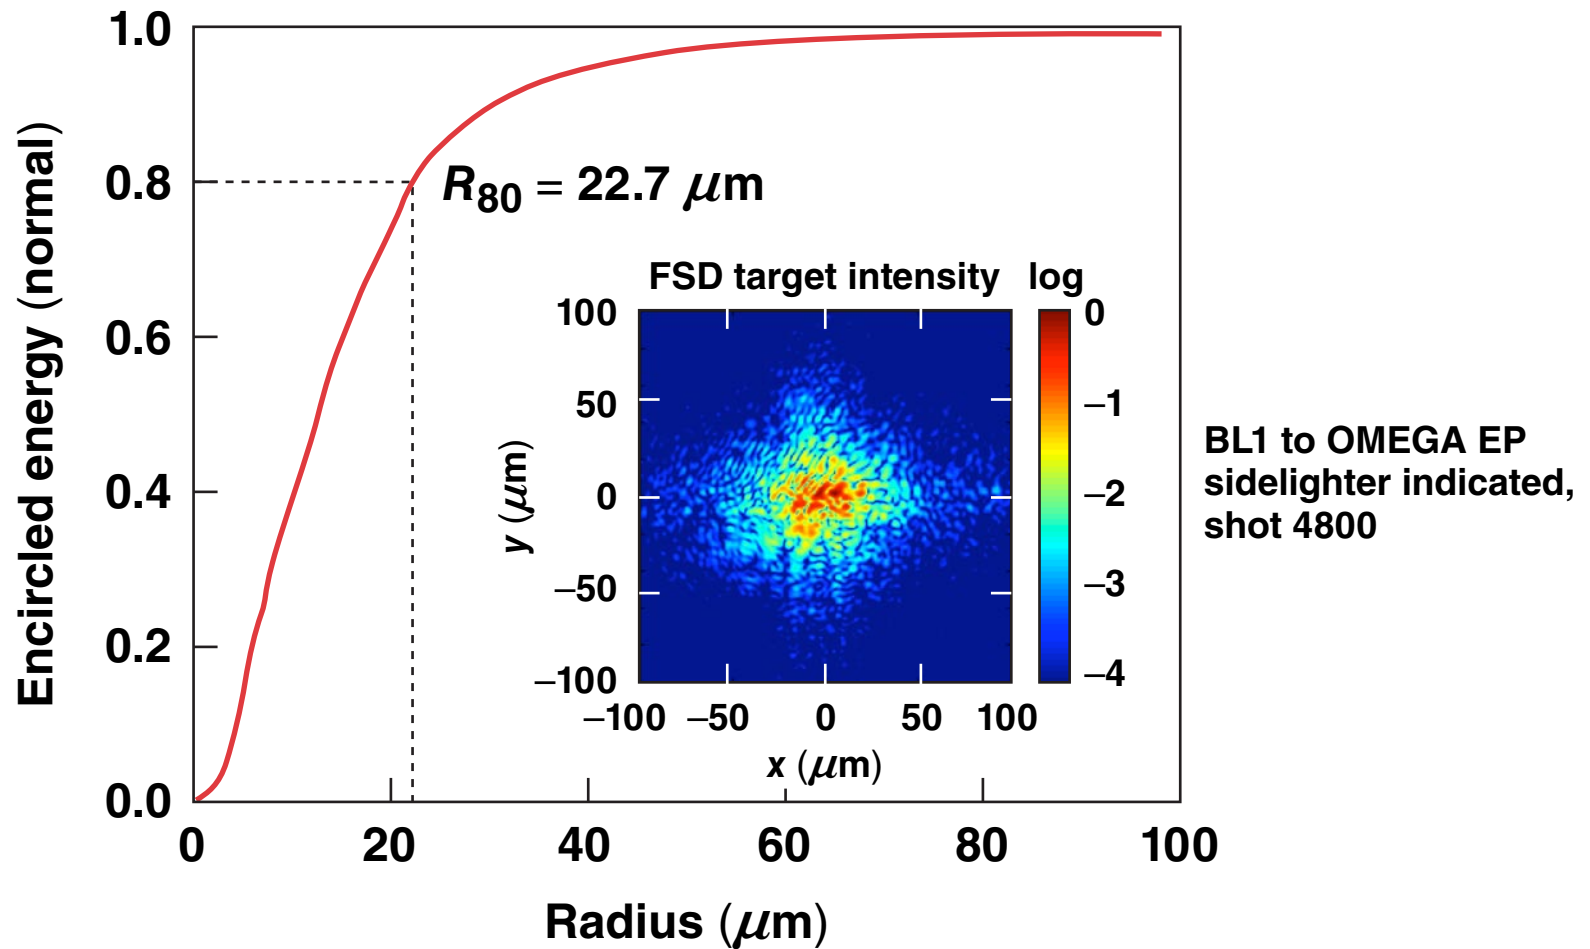 Encircled energy (normal)
1.0
0.8
0.6
0.4
0.2
0.0
0 20 40 60 80 100
Radius (μm)
R80 = 22.7 μm
FSD target intensity log
y (μm)
100
50
0
–50
–100
–100 –50 0 50 100
x (μm)
0
–1
–2
–3
–4
BL1 to OMEGA EP
sidelighter indicated,
shot 4800